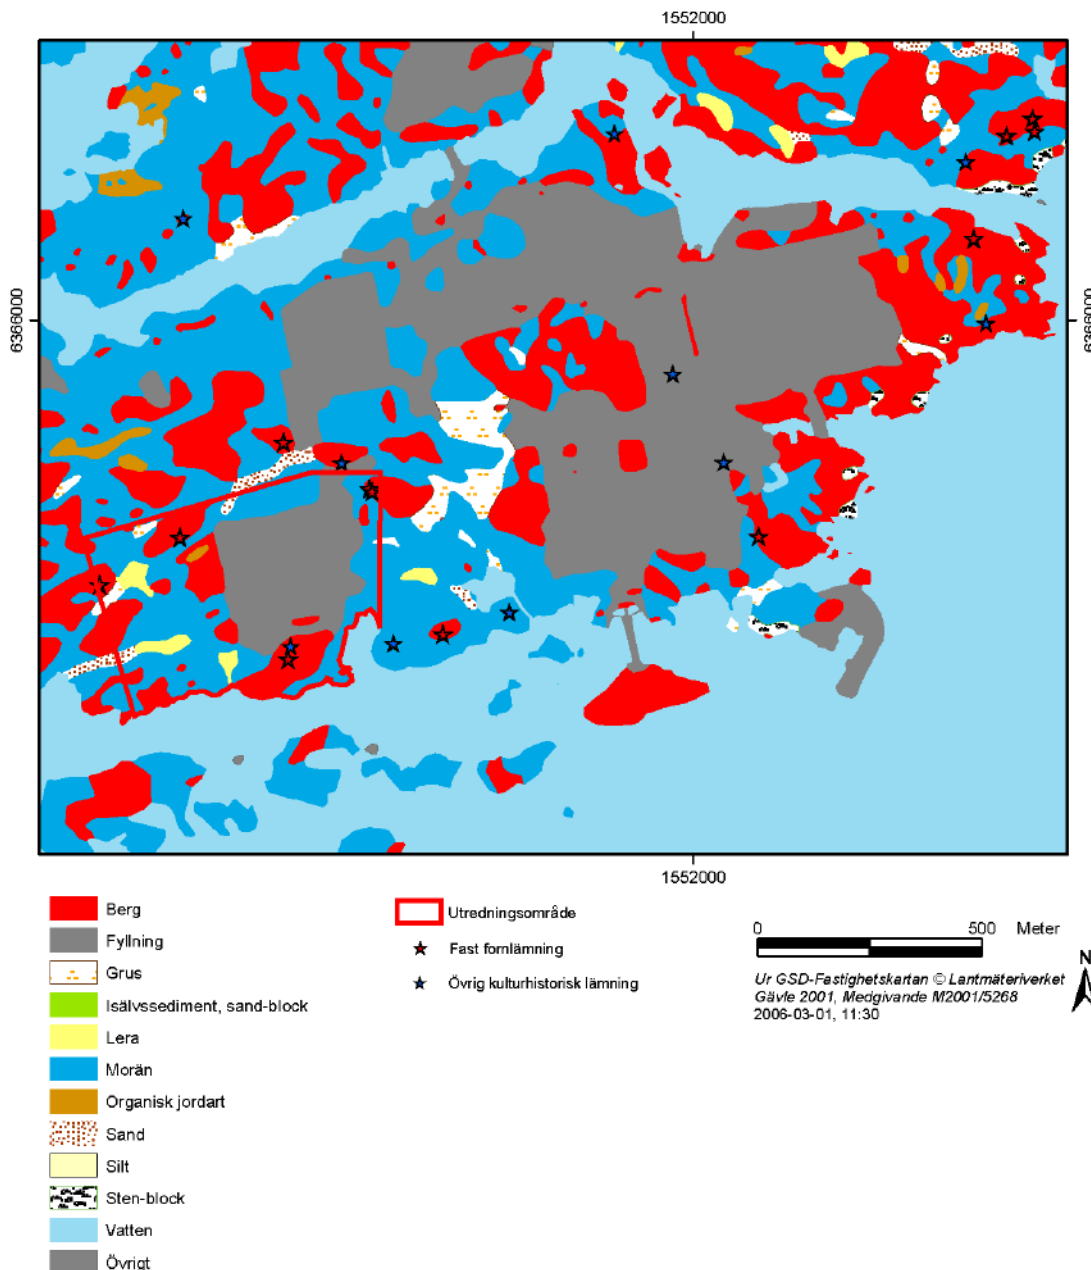 1552000
6366000
6366000
1552000
Berg
Fyllning
Grus
Isälvssediment, sand-block
Lera
Morän
Organisk jordart
Sand
Silt
Sten-block
Vatten
Övrigt
Utredningsområde
Fast fornlämning
Övrig kulturhistorisk lämning
0 500 Meter
Ur GSD-Fastighetskartan © Lantmäteriverket
Gävle 2001, Medgivande M2001/5268
2006-03-01, 11:30
N